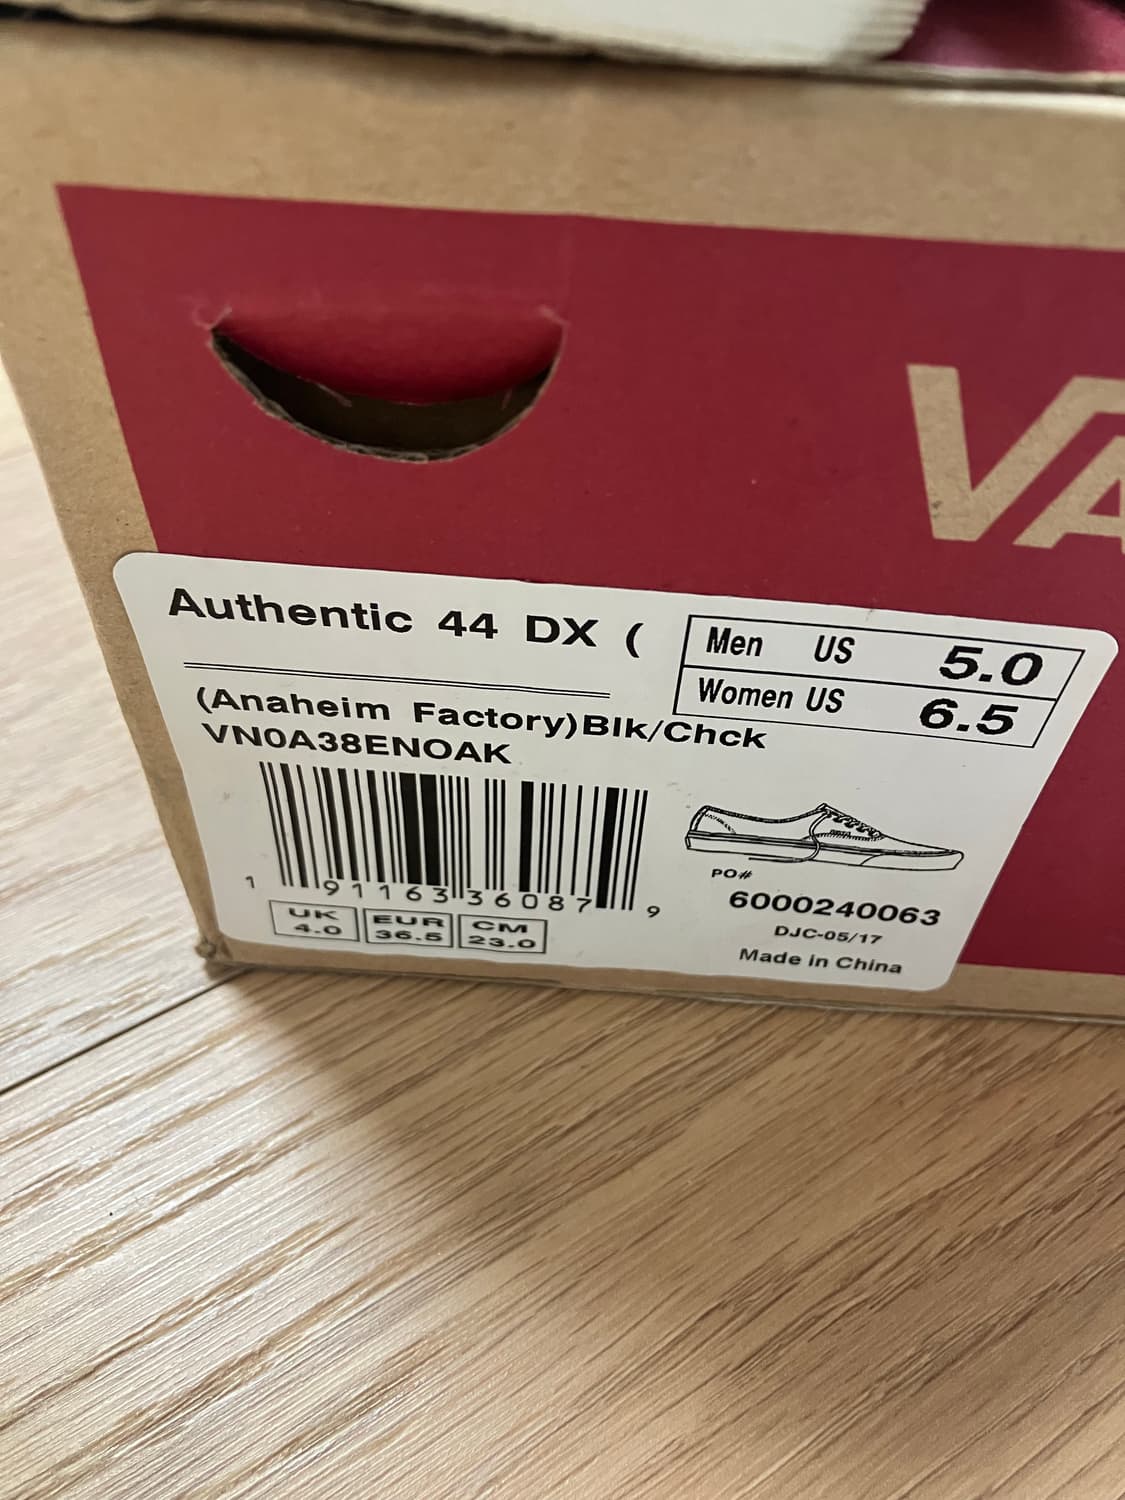 VA
Authentic 44 DX (
Men US 5.0
Women US 6.5
(Anaheim Factory)Blk/Chck
VN0A38ENOAK
1 91163 36087 9
UK 4.0
EUR 36.5
CM 23.0
PO#
6000240063
DJC-05/17
Made in China